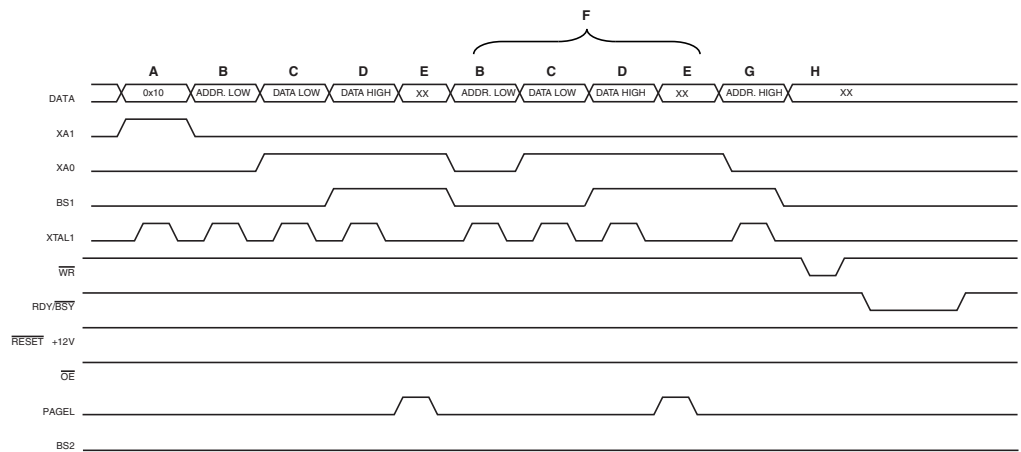 F
A B C D E B C D E G H
DATA 0x10 ADDR. LOW DATA LOW DATA HIGH XX ADDR. LOW DATA LOW DATA HIGH XX ADDR. HIGH XX
XA1
XA0
BS1
XTAL1
WR
RDY/BSY
RESET +12V
OE
PAGEL
BS2